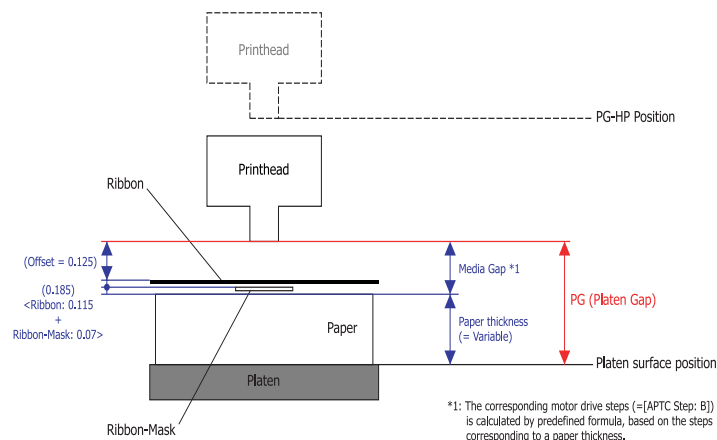 Printhead
PG-HP Position
Printhead
Ribbon
(Offset = 0.125)
Media Gap *1
(0.185)
<Ribbon: 0.115
+
Ribbon-Mask: 0.07>
PG (Platen Gap)
Paper
Paper thickness
(= Variable)
Platen surface position
Platen
Ribbon-Mask
*1: The corresponding motor drive steps (=[APTC Step: B])
is calculated by predefined formula, based on the steps
corresponding to a paper thickness.